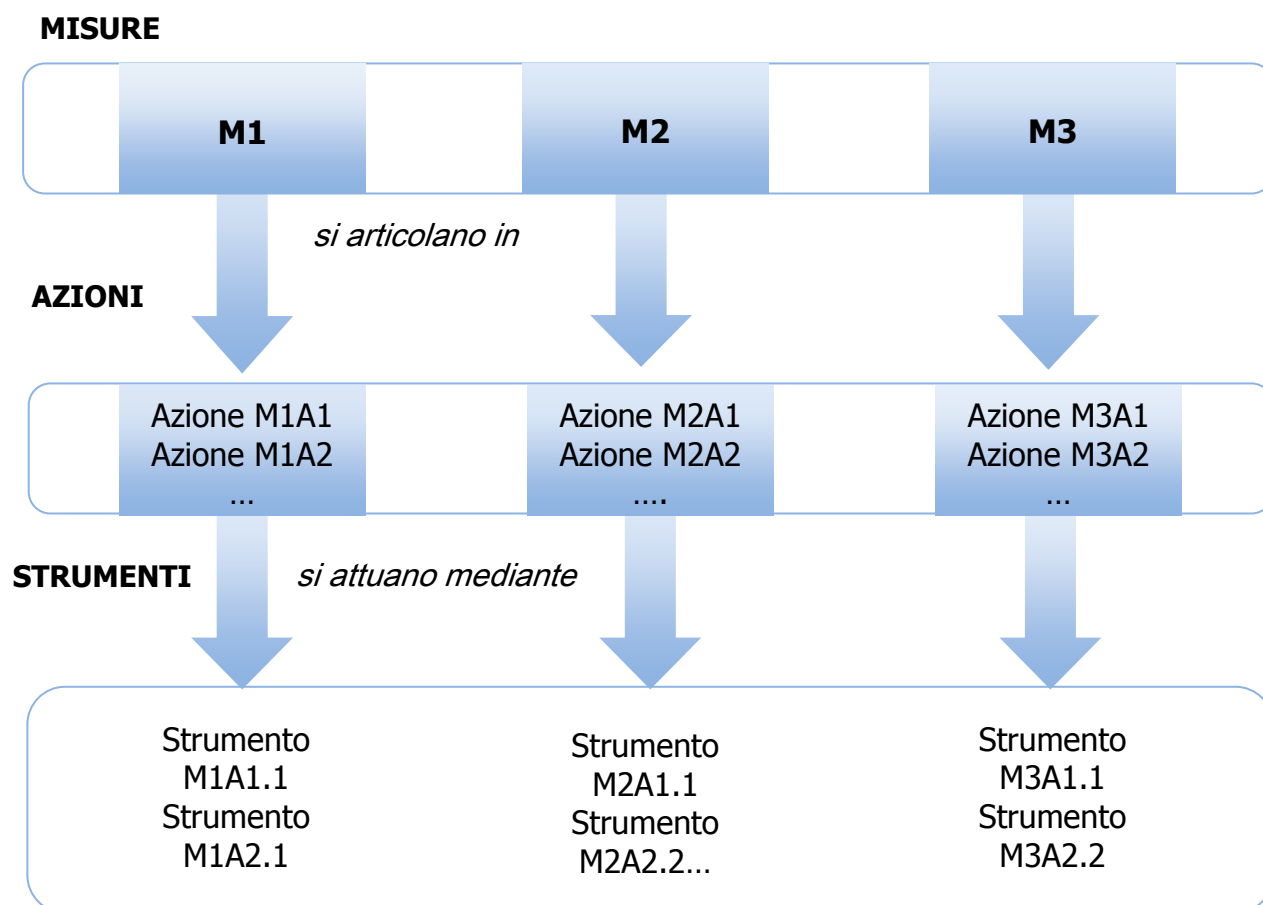 MISURE
M1
M2
M3
si articolano in
AZIONI
Azione M1A1
Azione M1A2
…
Azione M2A1
Azione M2A2
….
Azione M3A1
Azione M3A2
…
STRUMENTI
si attuano mediante
Strumento
M1A1.1
Strumento
M1A2.1
Strumento
M2A1.1
Strumento
M2A2.2…
Strumento
M3A1.1
Strumento
M3A2.2